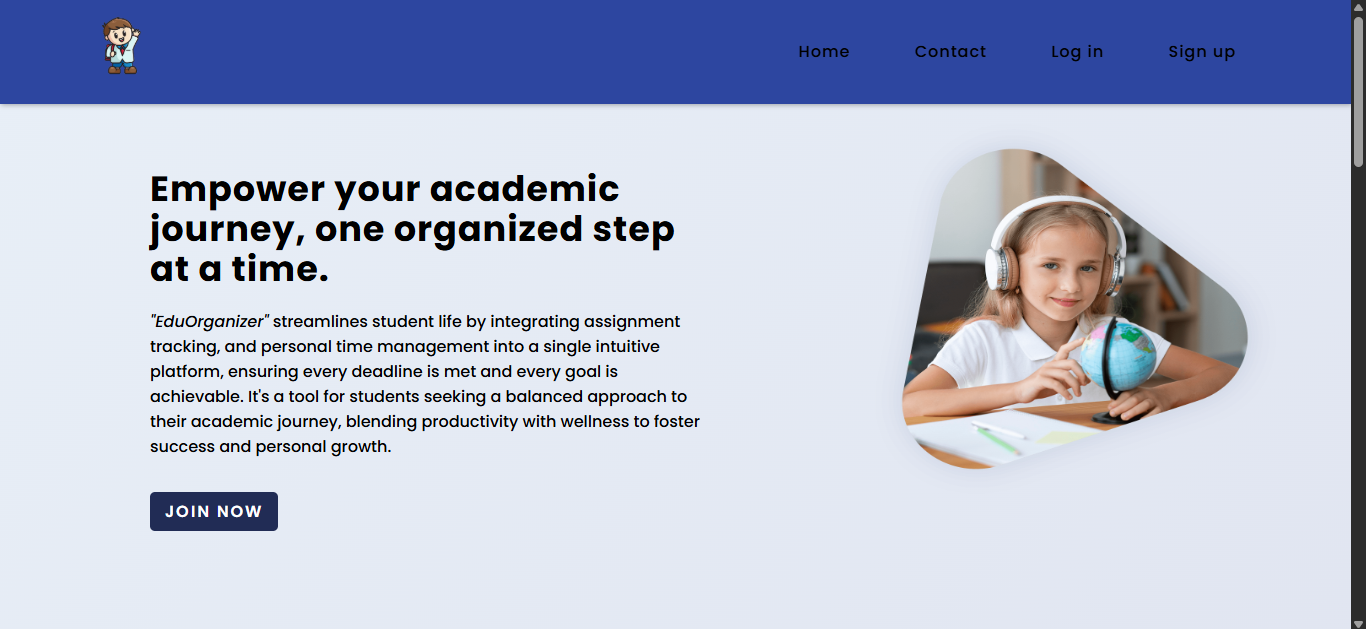 Home Contact Log in Sign up
Empower your academic
journey, one organized step
at a time.
"EduOrganizer" streamlines student life by integrating assignment
tracking, and personal time management into a single intuitive
platform, ensuring every deadline is met and every goal is
achievable. It's a tool for students seeking a balanced approach to
their academic journey, blending productivity with wellness to foster
success and personal growth.
JOIN NOW